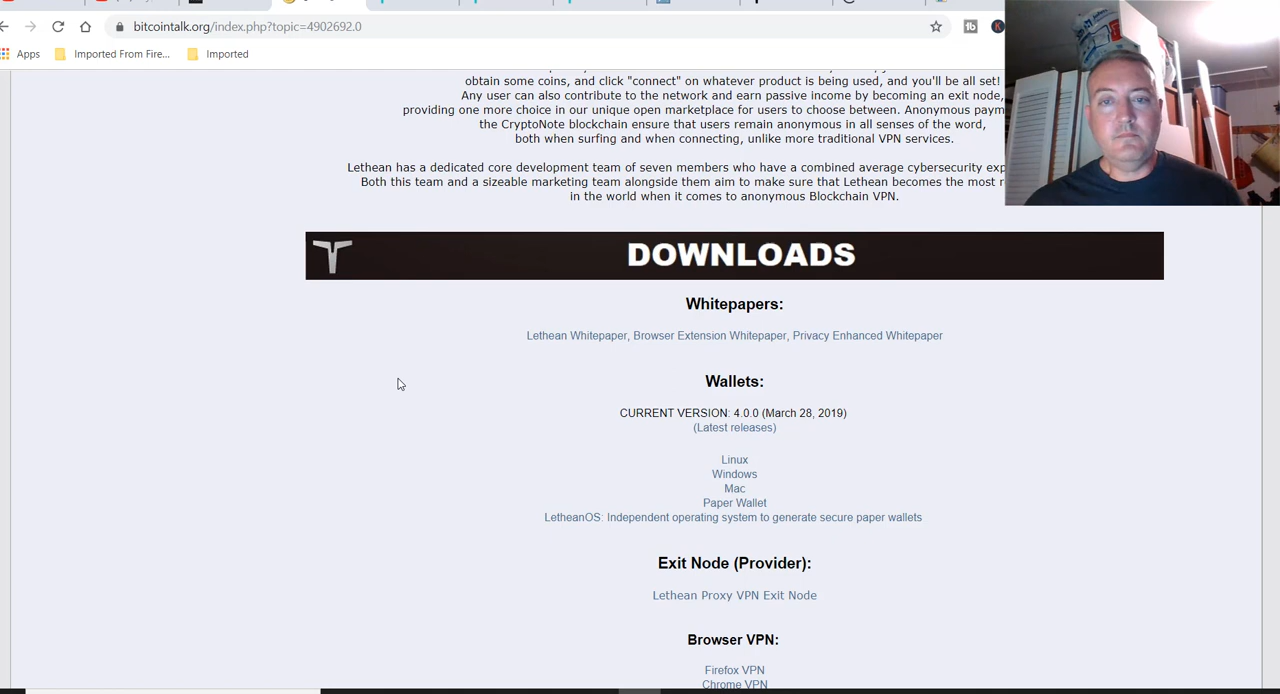 bitcointalk.org/index.php?topic=4902692.0
Apps
Imported From Fire...
Imported
obtain some coins, and click "connect" on whatever product is being used, and you'll be all set!
Any user can also contribute to the network and earn passive income by becoming an exit node,
providing one more choice in our unique open marketplace for users to choose between. Anonymous
the CryptoNote blockchain ensure that users remain anonymous in all senses of the word,
both when surfing and when connecting, unlike more traditional VPN services.
Lethean has a dedicated core development team of seven members who have a combined average cybersecurity
Both this team and a sizeable marketing team alongside them aim to make sure that Lethean becomes the most
in the world when it comes to anonymous Blockchain VPN.
DOWNLOADS
Whitepapers:
Lethean Whitepaper, Browser Extension Whitepaper, Privacy Enhanced Whitepaper
Wallets:
CURRENT VERSION: 4.0.0 (March 28, 2019)
(Latest releases)
Linux
Windows
Mac
Paper Wallet
LetheanOS: Independent operating system to generate secure paper wallets
Exit Node (Provider):
Lethean Proxy VPN Exit Node
Browser VPN:
Firefox VPN
Chrome VPN